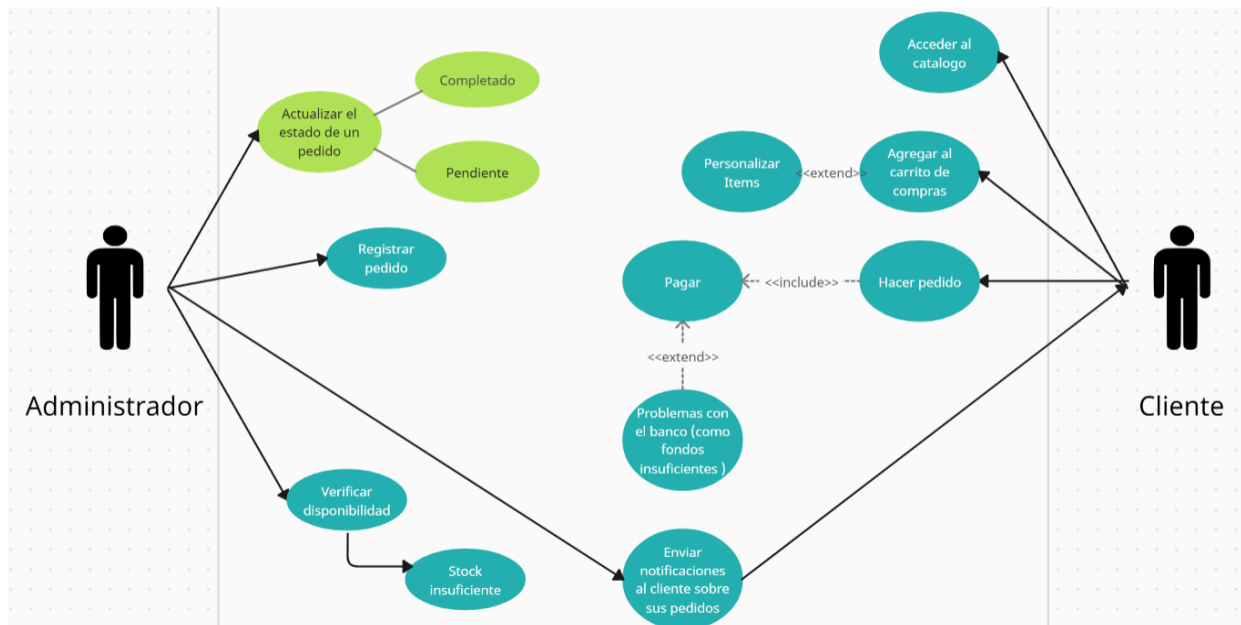 Acceder al
catalogo
Completado
Actualizar el
estado de un
pedido
Pendiente
Personalizar
Items
<<extend>>
Agregar al
carrito de
compras
Registrar
pedido
Pagar
<<include>>
Hacer pedido
<<extend>>
Administrador
Cliente
Problemas con
el banco (como
fondos
insuficientes )
Verificar
disponibilidad
Stock
insuficiente
Enviar
notificaciones
al cliente sobre
sus pedidos